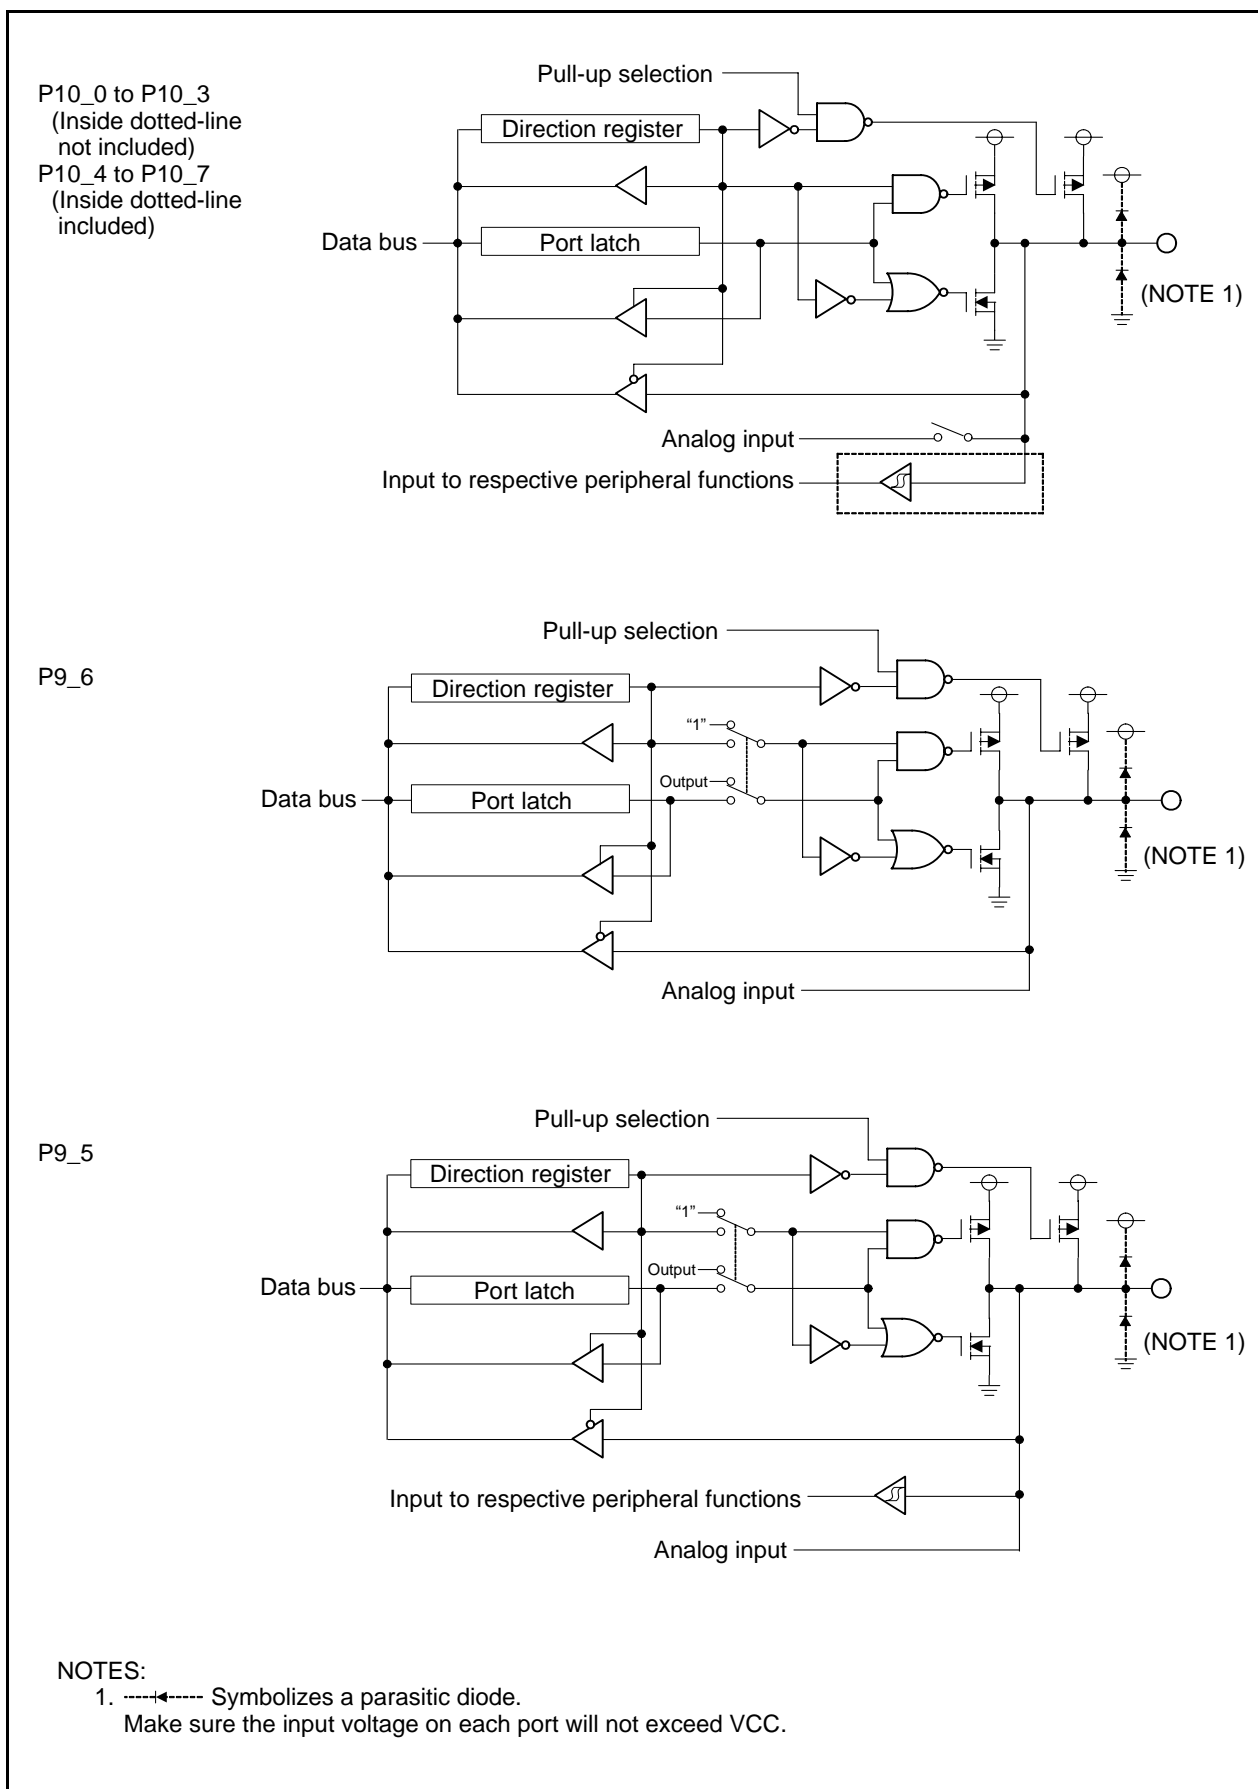 Pull-up selection
P10_0 to P10_3
(Inside dotted-line
not included)
P10_4 to P10_7
(Inside dotted-line
included)
Direction register
Data bus
Port latch
(NOTE 1)
Analog input
Input to respective peripheral functions
Pull-up selection
P9_6
Direction register
“1”
Output
Data bus
Port latch
(NOTE 1)
Analog input
Pull-up selection
P9_5
Direction register
“1”
Output
Data bus
Port latch
(NOTE 1)
Input to respective peripheral functions
Analog input
NOTES:
1. Symbolizes a parasitic diode.
Make sure the input voltage on each port will not exceed VCC.